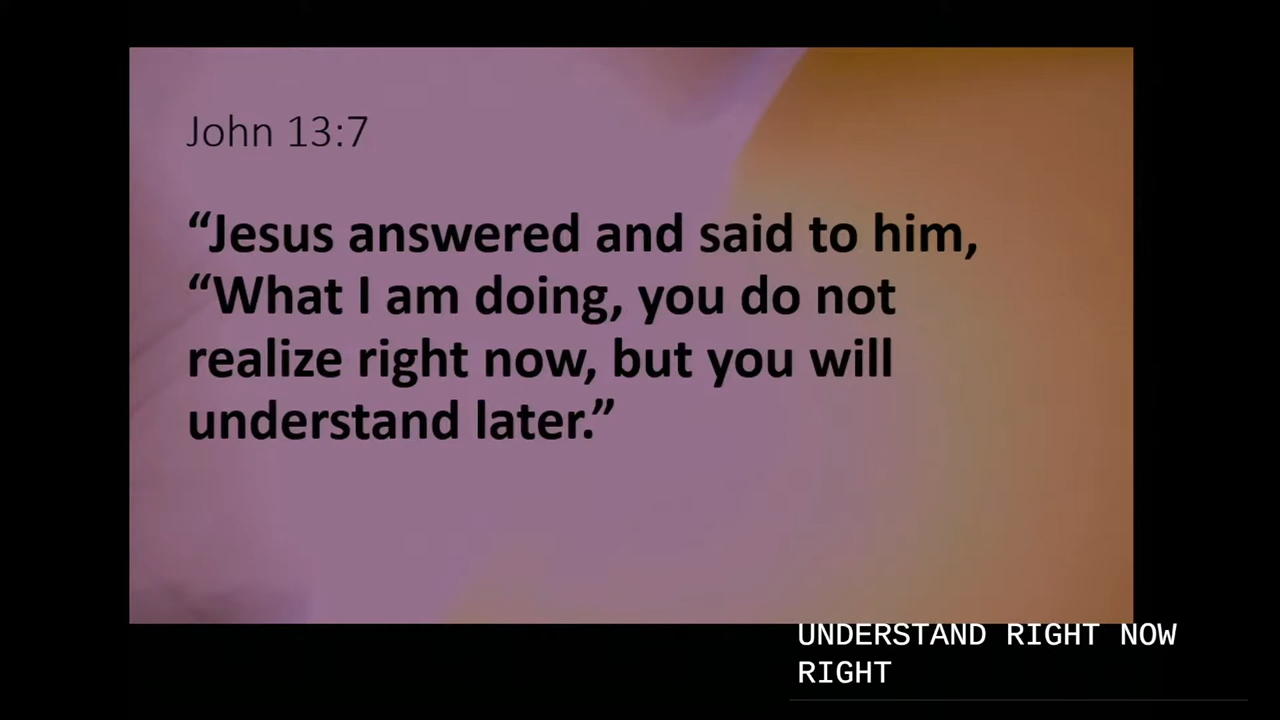 John 13:7
“Jesus answered and said to him,
“What I am doing, you do not
realize right now, but you will
understand later.”
UNDERSTAND RIGHT NOW
RIGHT